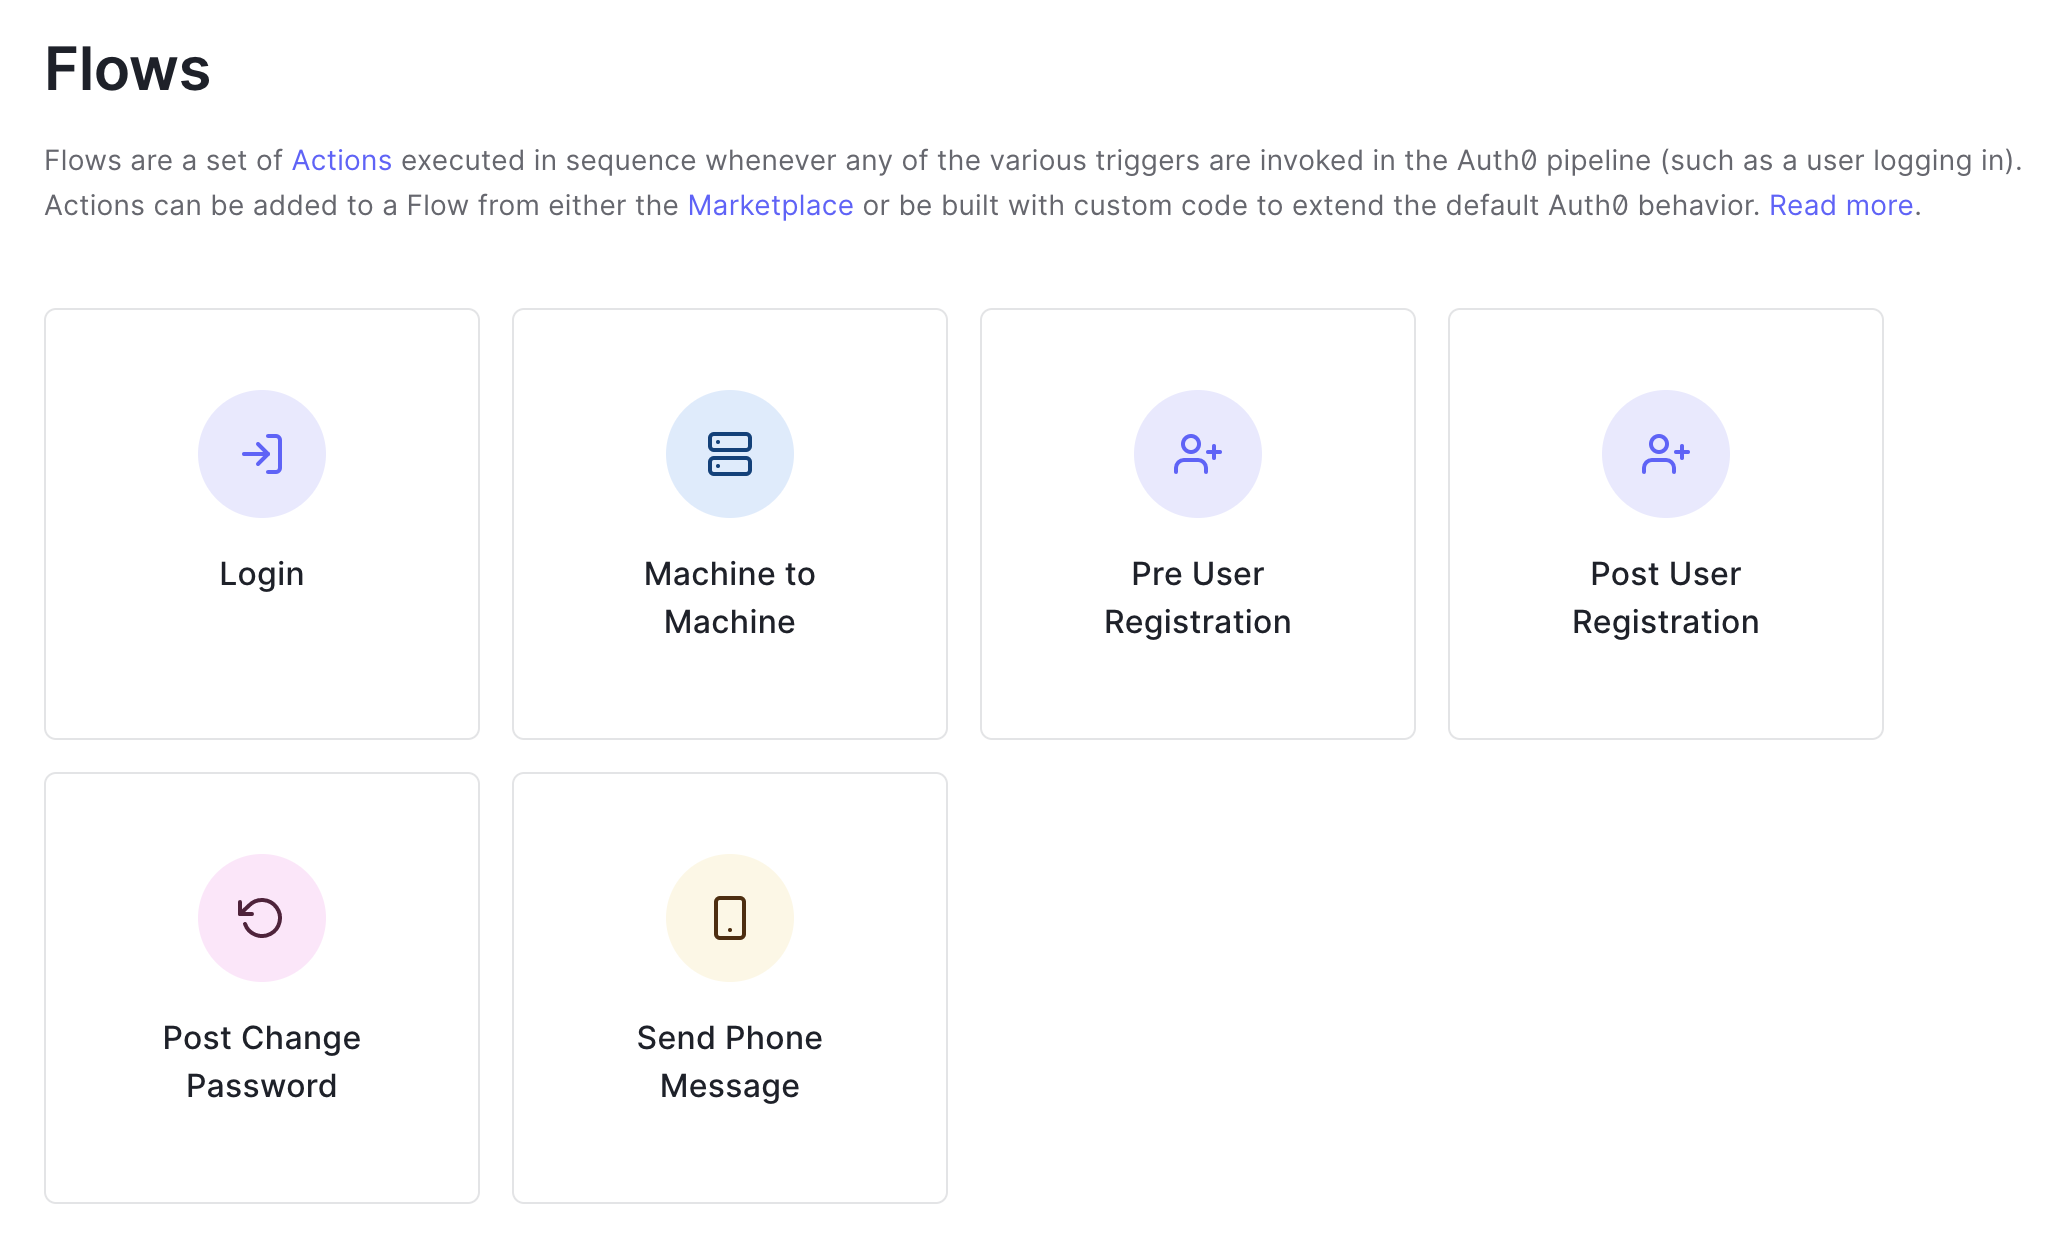 Flows
Flows are a set of Actions executed in sequence whenever any of the various triggers are invoked in the Auth0 pipeline (such as a user logging in).
Actions can be added to a Flow from either the Marketplace or be built with custom code to extend the default Auth0 behavior. Read more.
Login
Machine to
Machine
Pre User
Registration
Post User
Registration
Post Change
Password
Send Phone
Message